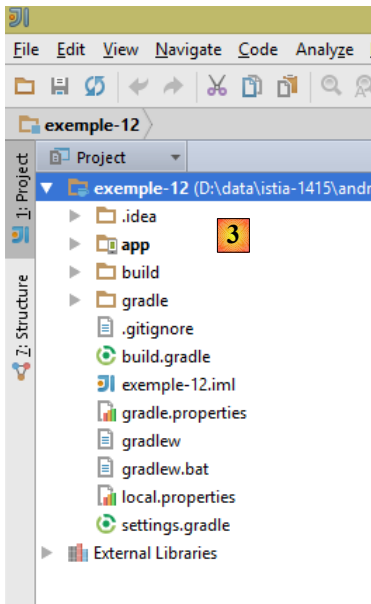 File Edit View Navigate Code Analyze
exemple-12
1: Project
Project
exemple-12 (D:\data\istia-1415\andr
.idea
app
3
build
gradle
.gitignore
build.gradle
exemple-12.iml
gradle.properties
gradlew
gradlew.bat
local.properties
settings.gradle
External Libraries
7: Structure